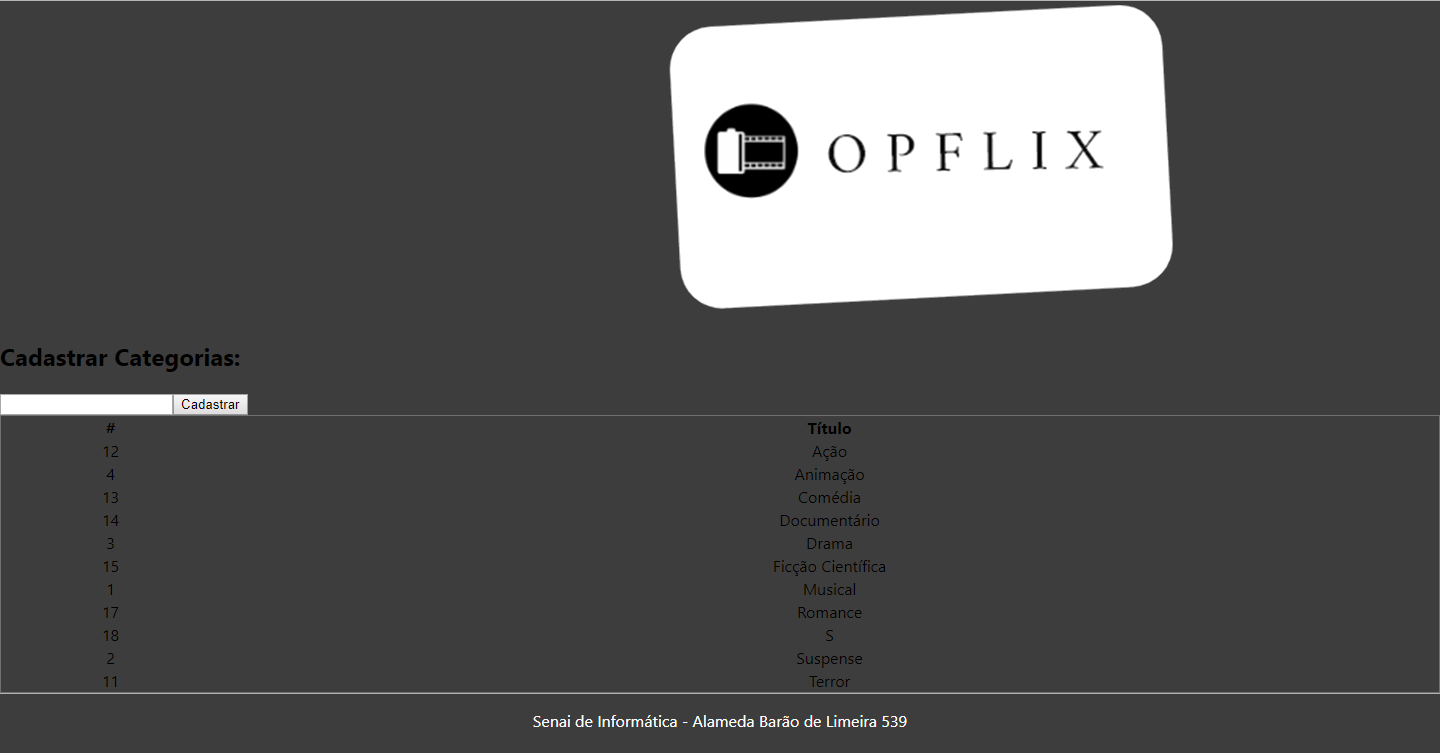 OPFLIX
Cadastrar Categorias:
Cadastrar
# Título
12 Ação
4 Animação
13 Comédia
14 Documentário
3 Drama
15 Ficção Científica
1 Musical
17 Romance
18 S
2 Suspense
11 Terror
Senai de Informática - Alameda Barão de Limeira 539